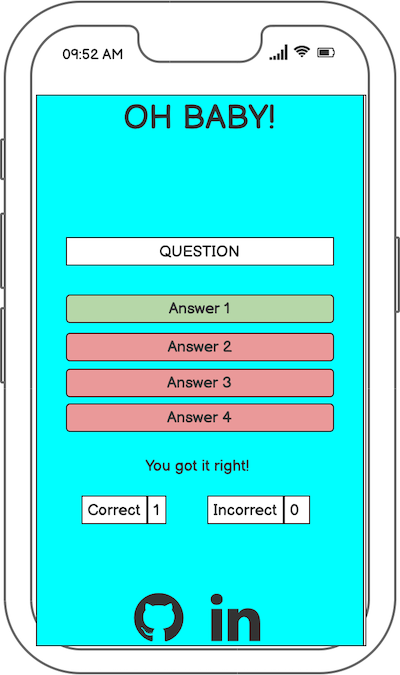 09:52 AM
OH BABY!
QUESTION
Answer 1
Answer 2
Answer 3
Answer 4
You got it right!
Correct 1 Incorrect 0
in